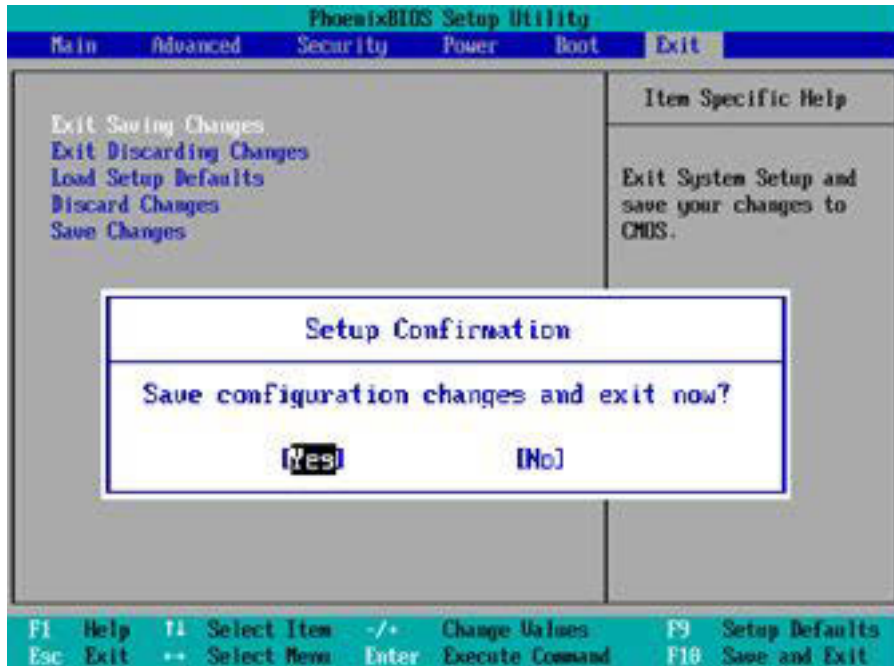 PhoenixBIOS Setup Utility
Main Advanced Security Power Boot Exit
Item Specific Help
Exit Saving Changes
Exit Discarding Changes
Load Setup Defaults
Discard Changes
Save Changes
Exit System Setup and
save your changes to
CMOS.
Setup Confirmation
Save configuration changes and exit now?
[Yes] [No]
F1 Help ↑↓ Select Item -/+ Change Values F9 Setup Defaults
Esc Exit ↔ Select Menu Enter Execute Command F10 Save and Exit